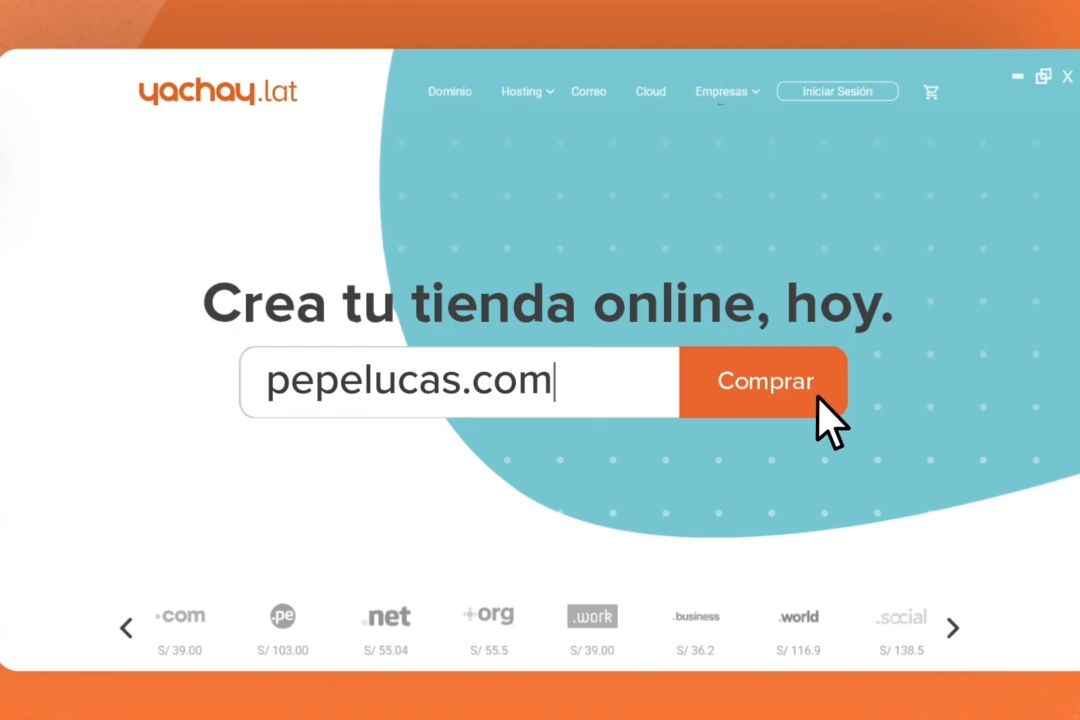 yachay.lat
Dominio Hosting Correo Cloud Empresas Iniciar Sesión
X
Crea tu tienda online, hoy.
pepelucas.com Comprar
.com .pe .net .org .work .business .world .social
S/ 39.00 S/ 103.00 S/ 55.04 S/ 55.5 S/ 39.00 S/ 36.2 S/ 116.9 S/ 138.5